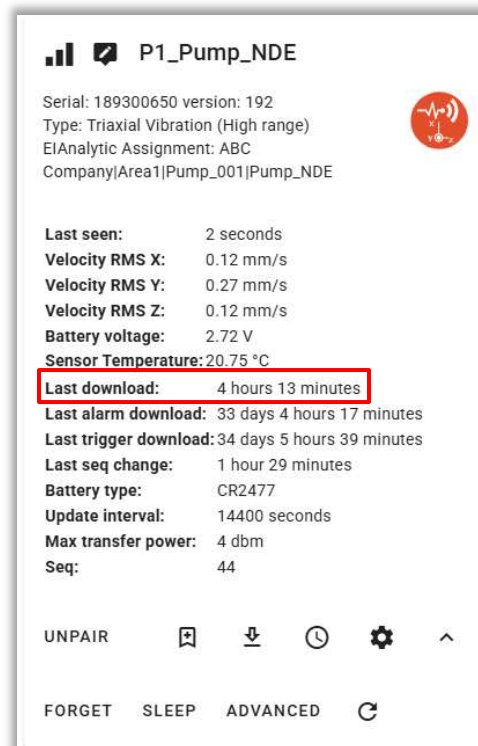 P1_Pump_NDE
Serial: 189300650 version: 192
Type: Triaxial Vibration (High range)
EIAnalytic Assignment: ABC
Company|Area1|Pump_001|Pump_NDE
X
Y Z
Last seen: 2 seconds
Velocity RMS X: 0.12 mm/s
Velocity RMS Y: 0.27 mm/s
Velocity RMS Z: 0.12 mm/s
Battery voltage: 2.72 V
Sensor Temperature: 20.75 °C
Last download: 4 hours 13 minutes
Last alarm download: 33 days 4 hours 17 minutes
Last trigger download: 34 days 5 hours 39 minutes
Last seq change: 1 hour 29 minutes
Battery type: CR2477
Update interval: 14400 seconds
Max transfer power: 4 dbm
Seq: 44
UNPAIR
FORGET SLEEP ADVANCED